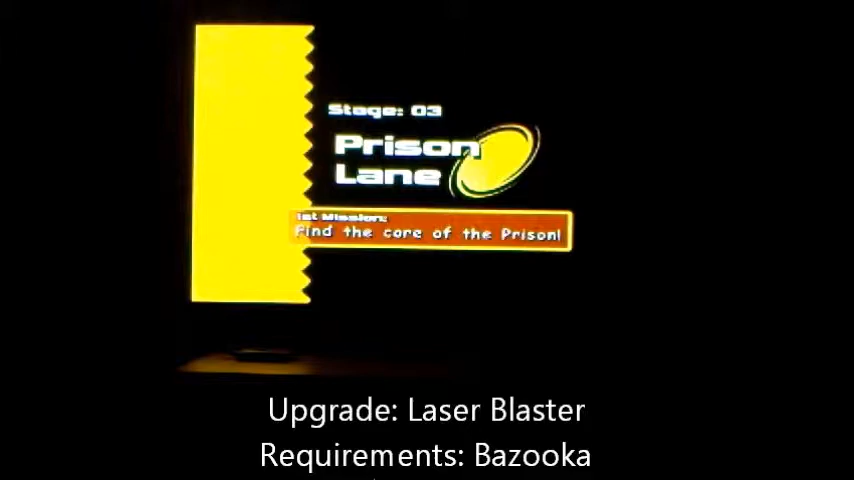 Stage: 03
Prison
Lane
1st Mission:
Find the core of the Prison!
Upgrade: Laser Blaster
Requirements: Bazooka